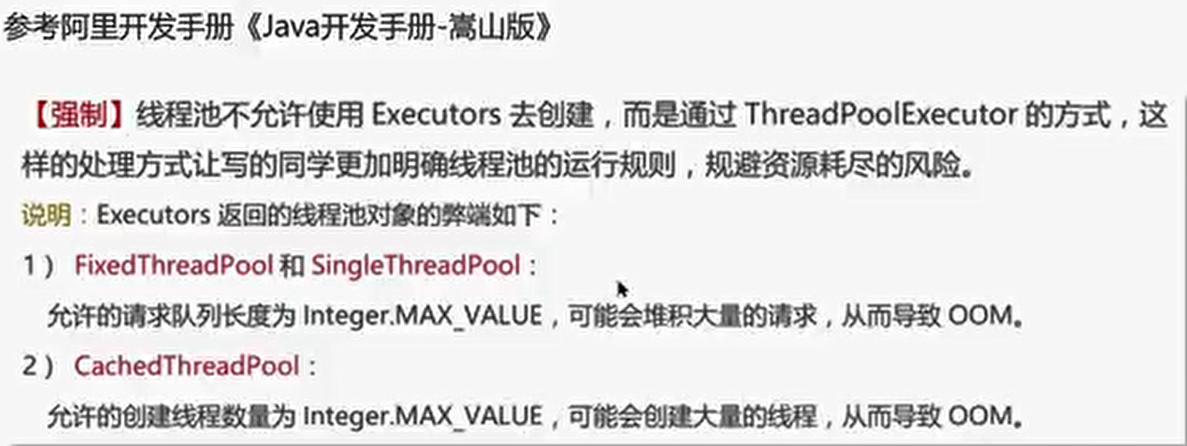 参考阿里开发手册《Java开发手册-嵩山版》
【强制】线程池不允许使用 Executors 去创建，而是通过 ThreadPoolExecutor 的方式，这
样的处理方式让写的同学更加明确线程池的运行规则，规避资源耗尽的风险。
说明：Executors 返回的线程池对象的弊端如下：
1） FixedThreadPool 和 SingleThreadPool：
允许的请求队列长度为 Integer.MAX_VALUE，可能会堆积大量的请求，从而导致 OOM。
2） CachedThreadPool：
允许的创建线程数量为 Integer.MAX_VALUE，可能会创建大量的线程，从而导致 OOM。